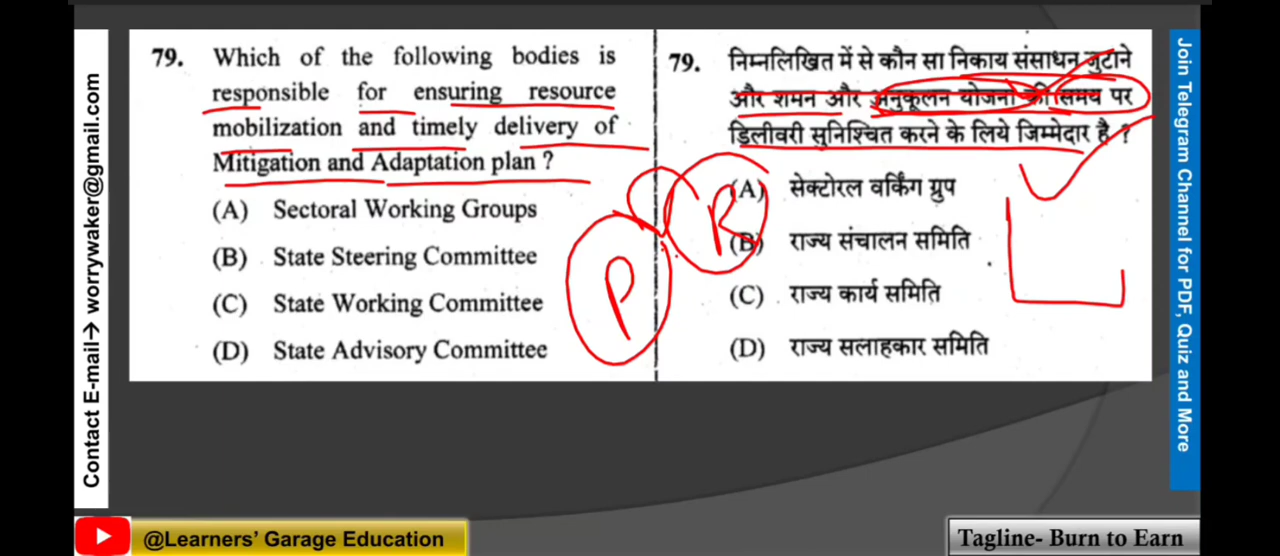 Contact E-mail→ worrywaker@gmail.com
79. Which of the following bodies is
responsible for ensuring resource
mobilization and timely delivery of
Mitigation and Adaptation plan ?
(A) Sectoral Working Groups
(B) State Steering Committee
(C) State Working Committee
(D) State Advisory Committee
P
R
79. निम्नलिखित में से कौन सा निकाय संसाधन जुटाने
और शमन और अनुकूलन योजना की समय पर
डिलीवरी सुनिश्चित करने के लिये जिम्मेदार है ?
(A) सेक्टोरल वर्किंग ग्रुप
(B) राज्य संचालन समिति
(C) राज्य कार्य समिति
(D) राज्य सलाहकार समिति
Join Telegram Channel for PDF, Quiz and More
@Learners’ Garage Education
Tagline- Burn to Earn